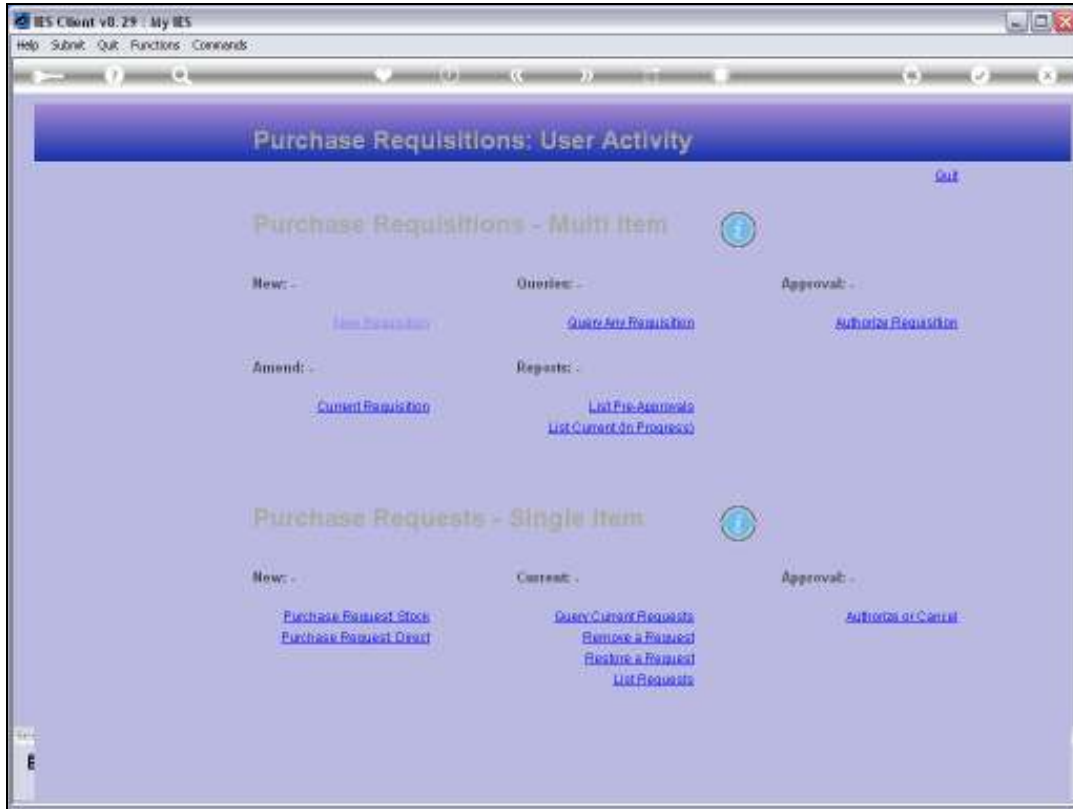 IES Client v8.29 : My IES
Help Submit Quit Functions Commands
Purchase Requisitions: User Activity
Quit
Purchase Requisitions - Multi Item
New: - Queries: - Approval: -
New Requisition Query Any Requisition Authorize Requisition
Amend: - Reports: -
Current Requisition List Pre-Approvals
List Current (In Progress)
Purchase Requests - Single Item
New: - Current: - Approval: -
Purchase Request Stock Query Current Requests Authorize or Cancel
Purchase Request Direct Remove a Request
Restore a Request
List Requests